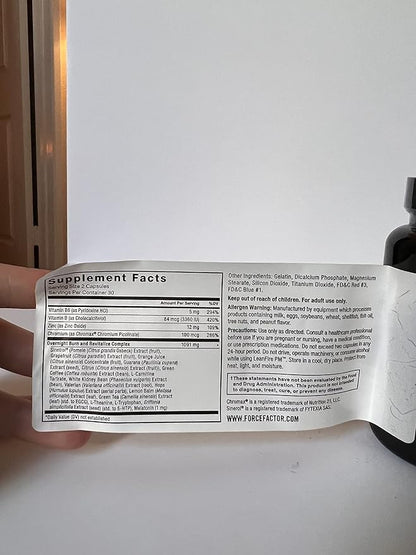 Supplement Facts
Serving Size 2 Capsules
Servings Per Container 30
Amount Per Serving %DV
Vitamin B6 (as Pyridoxine HCl) 5 mg 294%
Vitamin D (as Cholecalciferol) 84 mcg (3360 IU) 420%
Zinc (as Zinc Oxide) 12 mg 109%
Chromium (as Chromax® Chromium Picolinate) 100 mcg 286%
Overnight Burn and Revitalize Complex 1091 mg
Sinetrol® [Pomelo (Citrus grandis Osbeck) Extract (fruit),
Grapefruit (Citrus paradisi) Extract (fruit), Orange Juice
(Citrus sinensis) Concentrate (fruit), Guarana (Paullinia cupana)
Extract (seed), Citrus (Citrus sinensis) Extract (fruit)], Green
Coffee (Coffea robusta) Extract (bean), L-Carnitine
Tartrate, White Kidney Bean (Phaseolus vulgaris) Extract
(bean), Valerian (Valeriana officinalis) Extract (root), Hops
(Humulus lupulus) Extract (aerial parts), Lemon Balm (Melissa
officinalis) Extract (leaf), Green Tea (Camellia sinensis) Extract
(leaf) (std. to EGCG), L-Theanine, L-Tryptophan, Griffonia
simplicifolia Extract (seed) (std. to 5-HTP), Melatonin (1 mg)
*Daily Value (DV) not established
Other Ingredients: Gelatin, Dicalcium Phosphate, Magnesium
Stearate, Silicon Dioxide, Titanium Dioxide, FD&C Red #3,
FD&C Blue #1.
Keep out of reach of children. For adult use only.
Allergen Warning: Manufactured by equipment which processes
products containing milk, eggs, soybeans, wheat, shellfish, fish oil,
tree nuts, and peanut flavor.
Precautions: Use only as directed. Consult a healthcare professional
before use if you are pregnant or nursing, have a medical condition,
or use prescription medications. Do not exceed two capsules in any
24-hour period. Do not drive, operate machinery, or consume alcohol
while using LeanFire PM™. Store in a cool, dry place, away from
heat, light, and moisture.
†These statements have not been evaluated by the Food
and Drug Administration. This product is not intended
to diagnose, treat, cure, or prevent any disease.
Chromax® is a registered trademark of Nutrition 21, LLC.
Sinetrol® is a registered trademark of FYTEXIA SAS.
WWW.FORCEFACTOR.COM